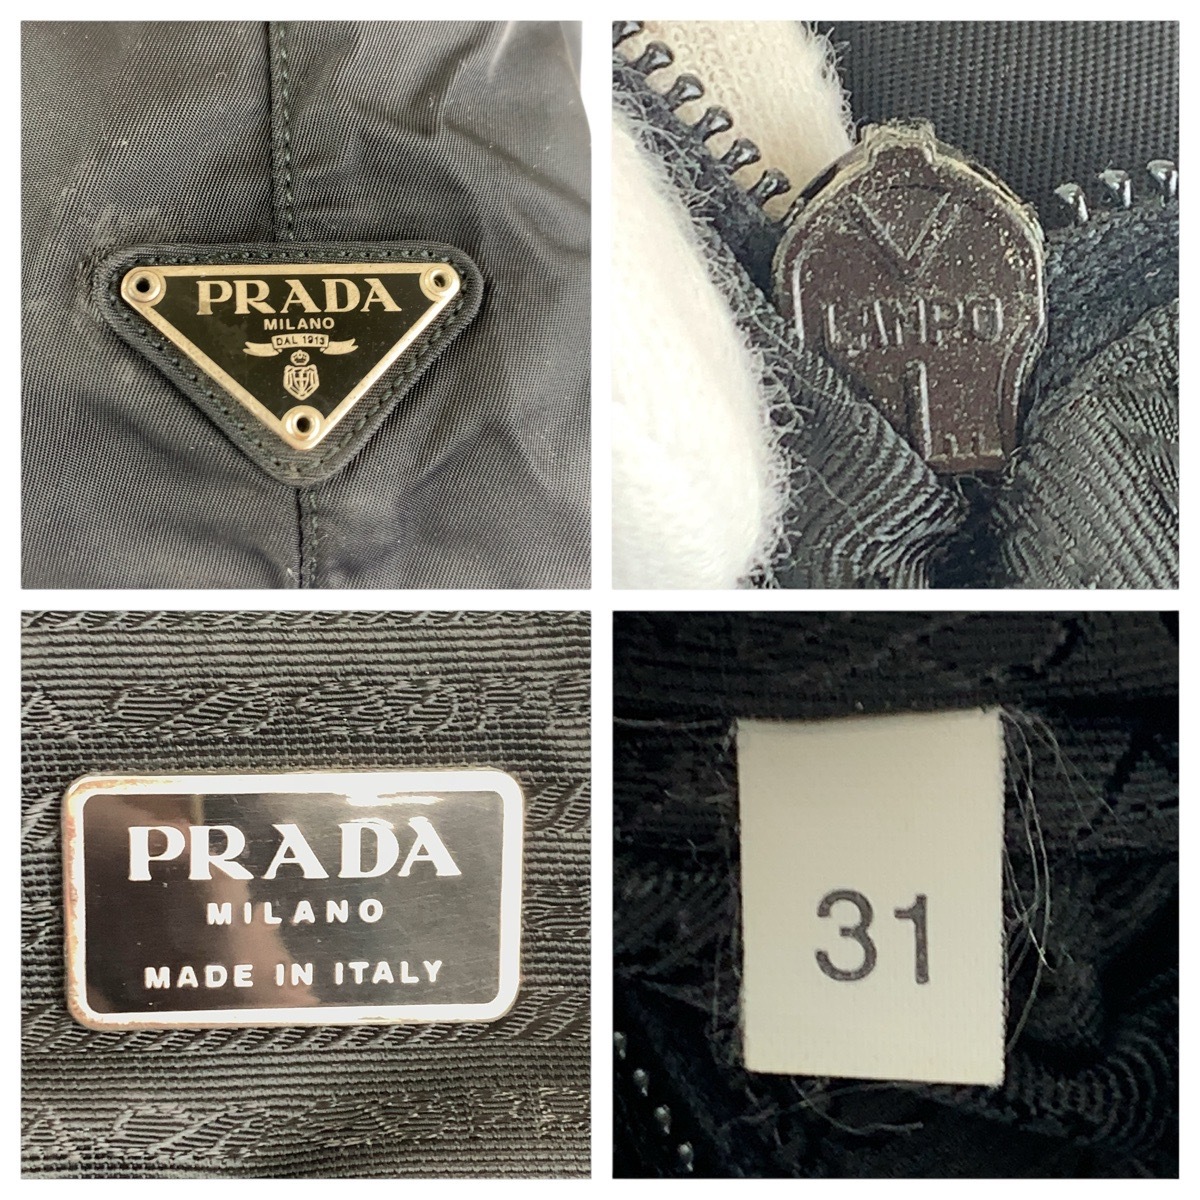 PRADA
MILANO
DAL 1913
LAMPO
PRADA
MILANO
MADE IN ITALY
31